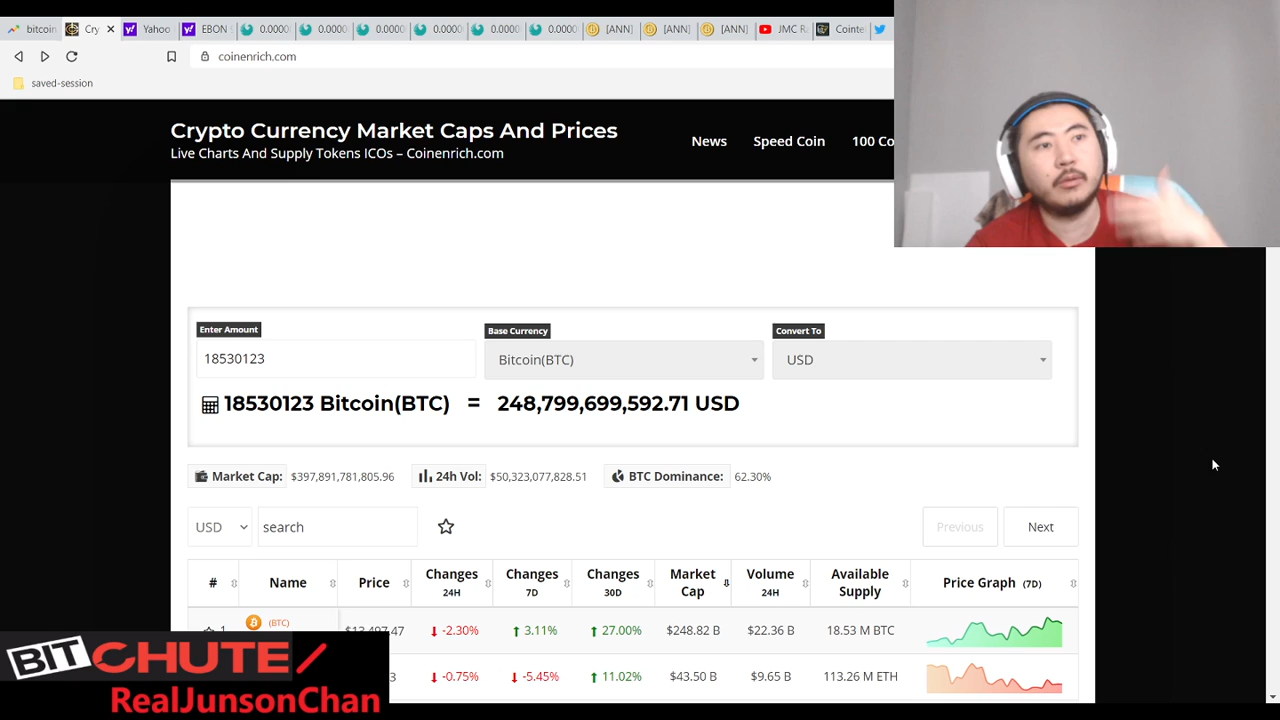 bitcoin
Cry
Yahoo
EBON
0.0000
0.0000
0.0000
0.0000
0.0000
0.0000
[ANN]
[ANN]
[ANN]
JMC R
Cointe
coinenrich.com
saved-session
Crypto Currency Market Caps And Prices
Live Charts And Supply Tokens ICOs – Coinenrich.com
News
Speed Coin
100 Co
Enter Amount
Base Currency
Convert To
18530123
Bitcoin(BTC)
USD
18530123 Bitcoin(BTC) = 248,799,699,592.71 USD
Market Cap: $397,891,781,805.96
24h Vol: $50,323,077,828.51
BTC Dominance: 62.30%
USD
search
Previous
Next
# Name Price Changes 24H Changes 7D Changes 30D Market Cap Volume 24H Available Supply Price Graph (7D)
1 (BTC) -2.30% 3.11% 27.00% $248.82 B $22.36 B 18.53 M BTC
3 -0.75% -5.45% 11.02% $43.50 B $9.65 B 113.26 M ETH
BITCHUTE/
RealJunsonChan